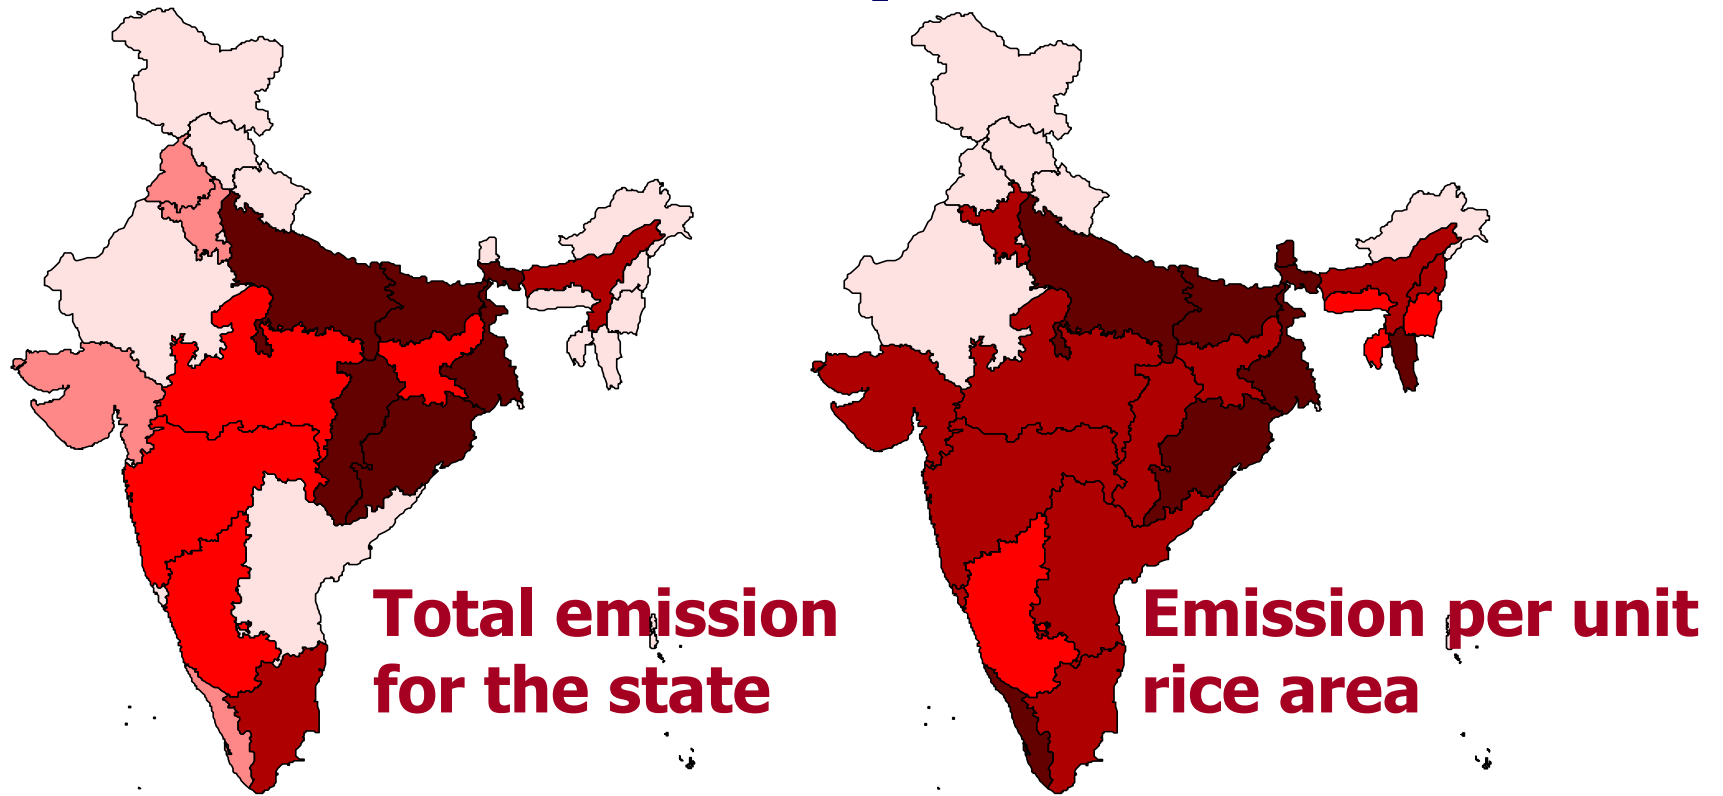 Total emission
for the state
Emission per unit
rice area